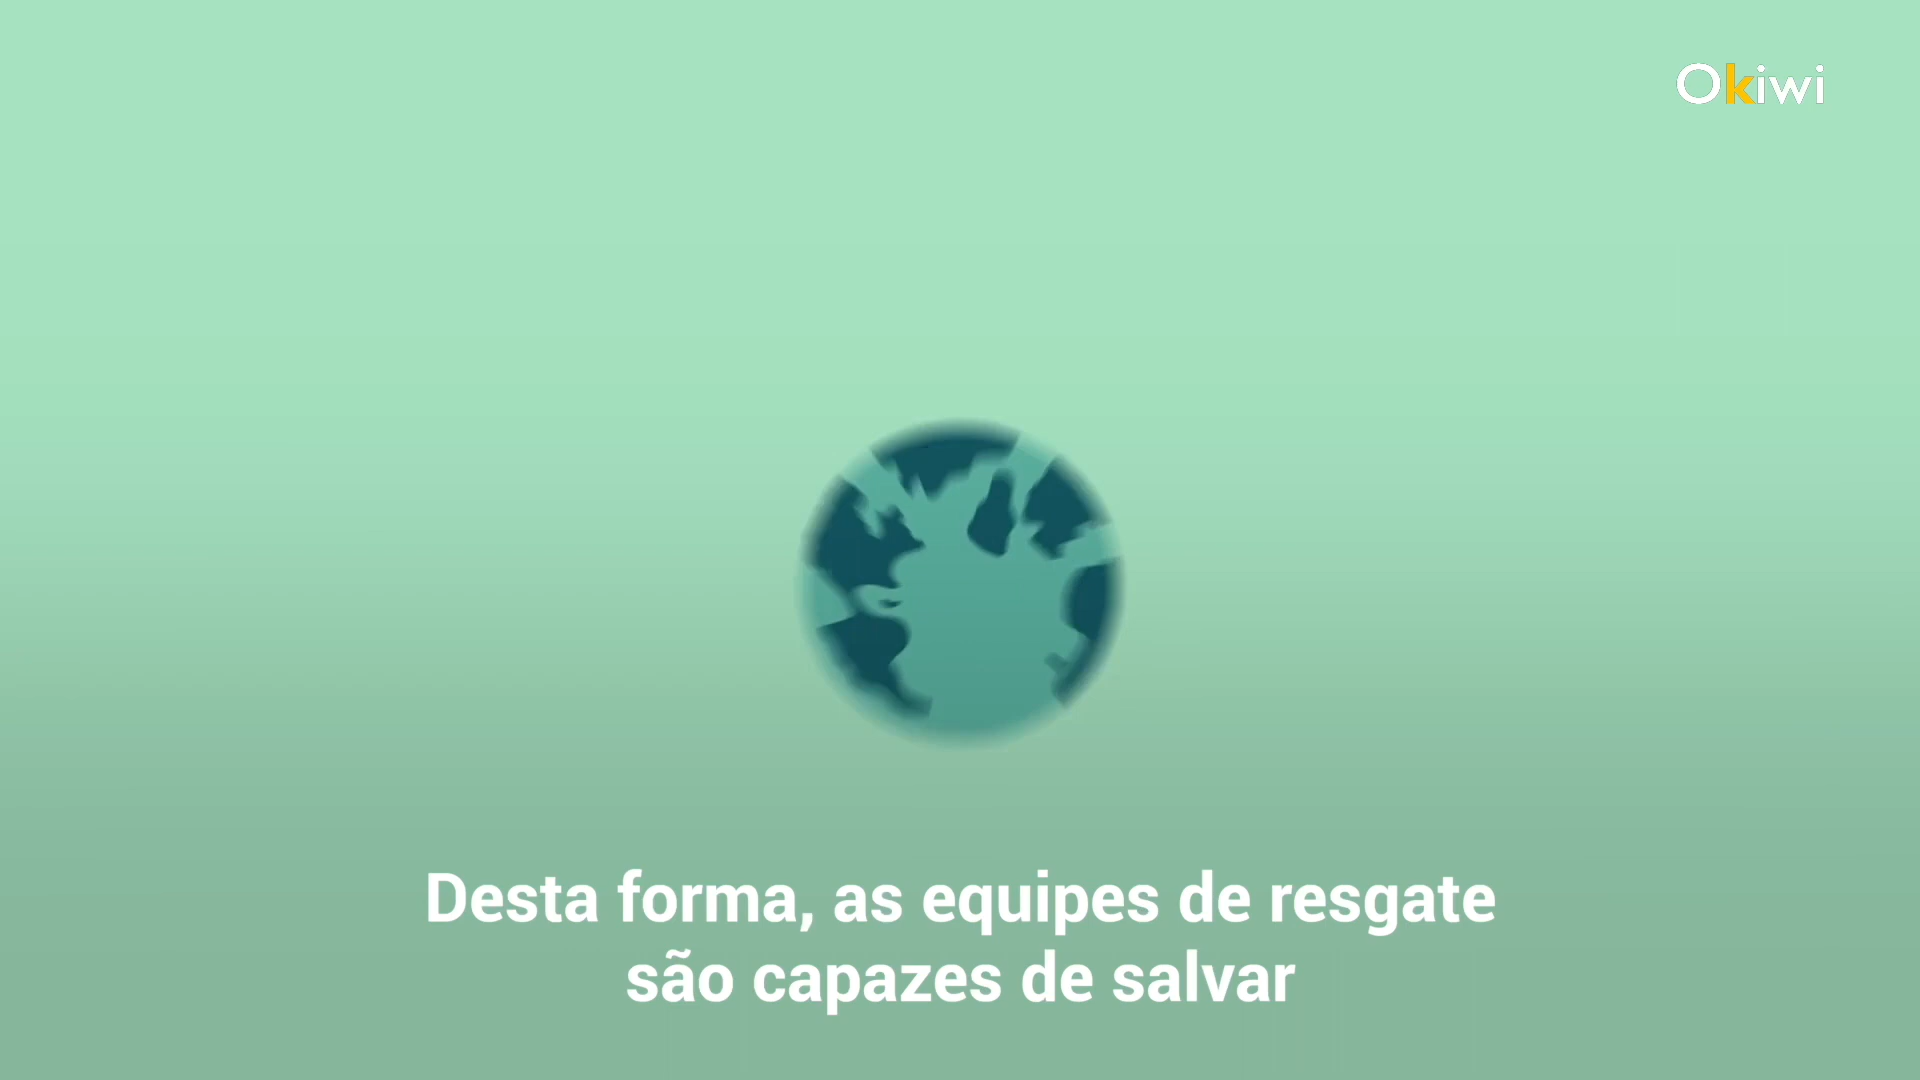 Okiwi
Desta forma, as equipes de resgate
são capazes de salvar